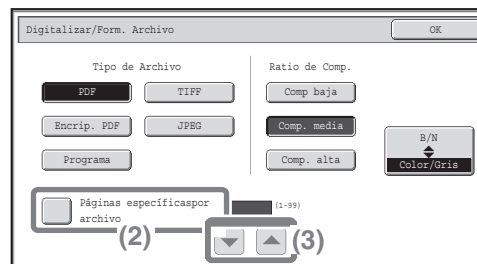 Digitalizar/Form. Archivo
OK
Tipo de Archivo
Ratio de Comp.
PDF
TIFF
Comp baja
Encrip. PDF
JPEG
Comp. media
B/N
Color/Gris
Programa
Comp. alta
Páginas específicaspor
archivo
(1-99)
(2)
(3)